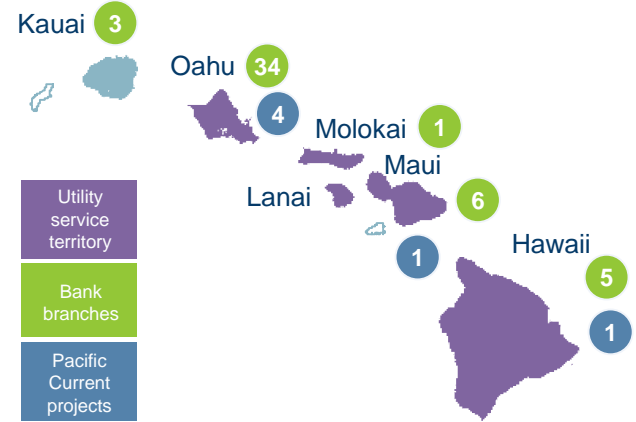 Kauai 3
Oahu 34
4
Molokai 1
Maui
Lanai
6
1
Hawaii
5
1
Utility
service
territory
Bank
branches
Pacific
Current
projects